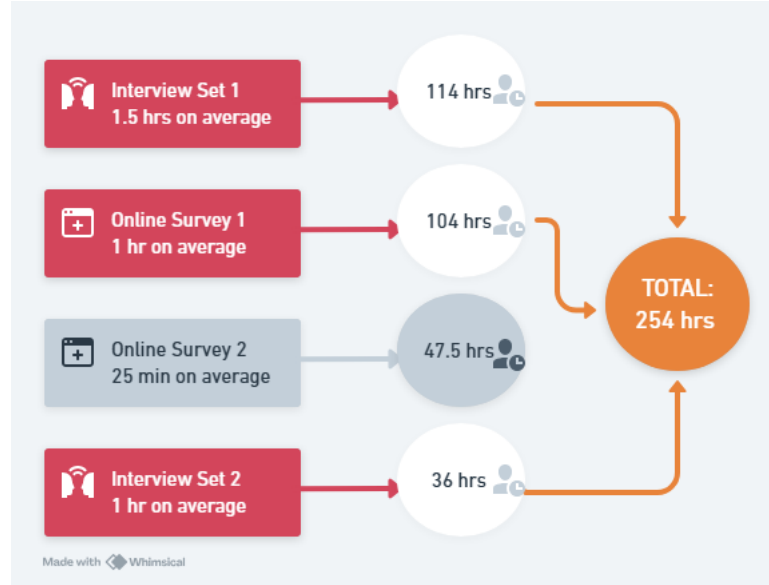 Interview Set 1
1.5 hrs on average
114 hrs
Online Survey 1
1 hr on average
104 hrs
TOTAL:
254 hrs
Online Survey 2
25 min on average
47.5 hrs
Interview Set 2
1 hr on average
36 hrs
Made with Whimsical